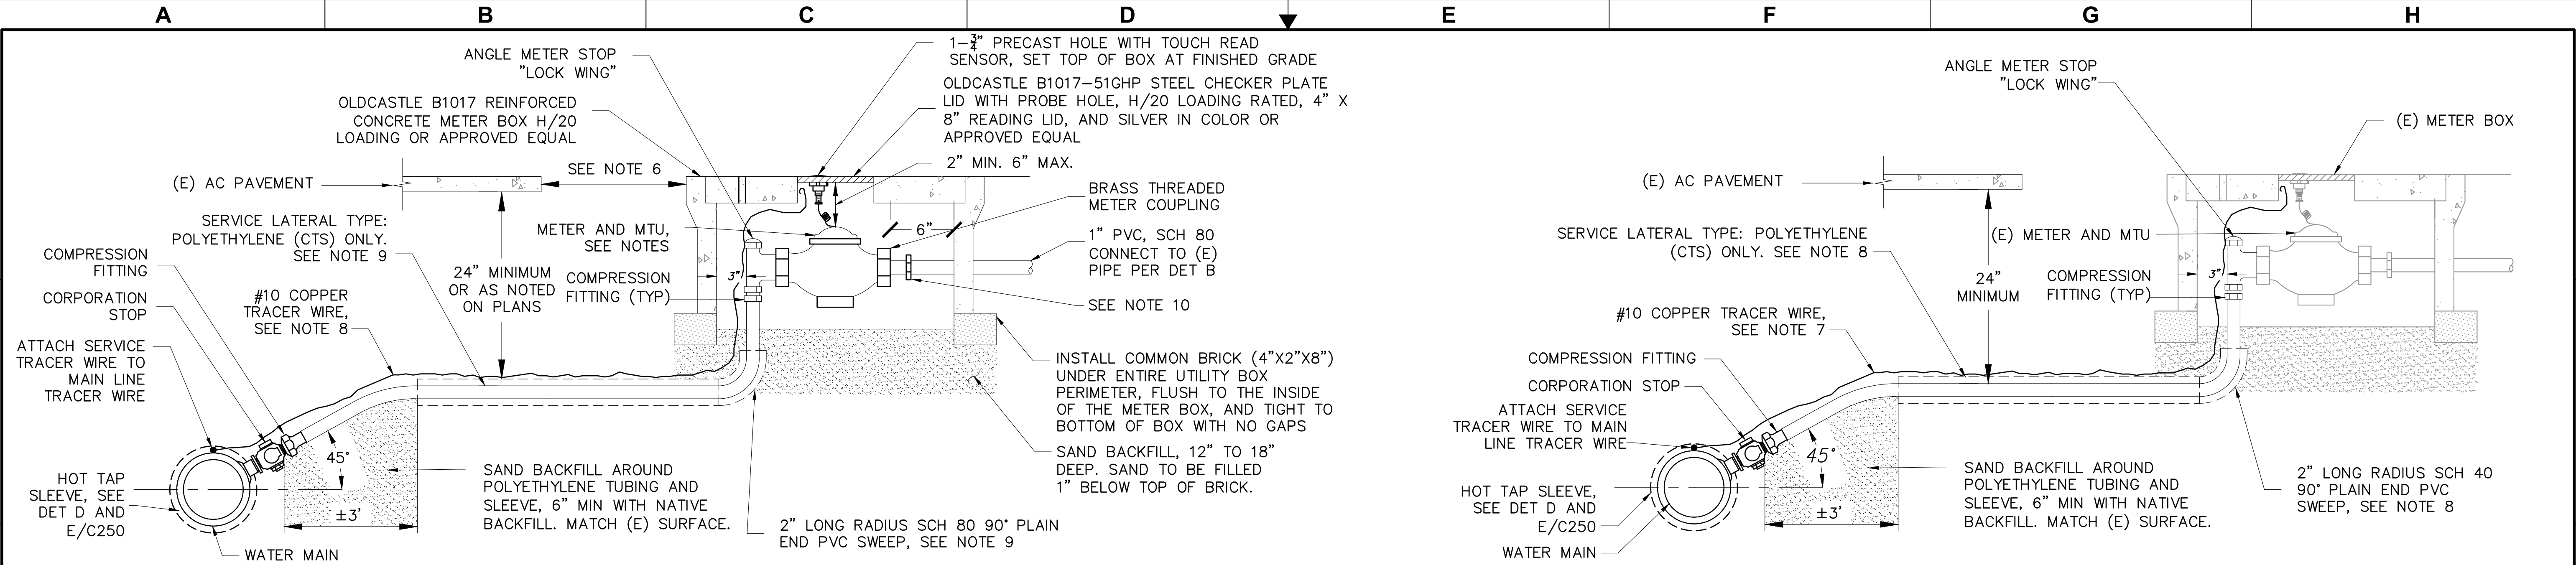 A
B
C
D
E
F
G
H
ANGLE METER STOP
"LOCK WING"
1-3/4" PRECAST HOLE WITH TOUCH READ
SENSOR, SET TOP OF BOX AT FINISHED GRADE
OLDCASTLE B1017-51GHP STEEL CHECKER PLATE
LID WITH PROBE HOLE, H/20 LOADING RATED, 4" X
8" READING LID, AND SILVER IN COLOR OR
APPROVED EQUAL
OLDCASTLE B1017 REINFORCED
CONCRETE METER BOX H/20
LOADING OR APPROVED EQUAL
SEE NOTE 6
2" MIN. 6" MAX.
(E) AC PAVEMENT
BRASS THREADED
METER COUPLING
SERVICE LATERAL TYPE:
POLYETHYLENE (CTS) ONLY.
SEE NOTE 9
METER AND MTU,
SEE NOTES
6"
1" PVC, SCH 80
CONNECT TO (E)
PIPE PER DET B
COMPRESSION
FITTING
24" MINIMUM
OR AS NOTED
ON PLANS
COMPRESSION
FITTING (TYP)
3"
SEE NOTE 10
CORPORATION
STOP
#10 COPPER
TRACER WIRE,
SEE NOTE 8
ATTACH SERVICE
TRACER WIRE TO
MAIN LINE
TRACER WIRE
INSTALL COMMON BRICK (4"X2"X8")
UNDER ENTIRE UTILITY BOX
PERIMETER, FLUSH TO THE INSIDE
OF THE METER BOX, AND TIGHT TO
BOTTOM OF BOX WITH NO GAPS
45°
SAND BACKFILL, 12" TO 18"
DEEP. SAND TO BE FILLED
1" BELOW TOP OF BRICK.
HOT TAP
SLEEVE, SEE
DET D AND
E/C250
±3'
SAND BACKFILL AROUND
POLYETHYLENE TUBING AND
SLEEVE, 6" MIN WITH NATIVE
BACKFILL. MATCH (E) SURFACE.
2" LONG RADIUS SCH 80 90° PLAIN
END PVC SWEEP, SEE NOTE 9
WATER MAIN
ANGLE METER STOP
"LOCK WING"
(E) METER BOX
(E) AC PAVEMENT
SERVICE LATERAL TYPE: POLYETHYLENE
(CTS) ONLY. SEE NOTE 8
(E) METER AND MTU
24"
MINIMUM
COMPRESSION
FITTING (TYP)
3"
#10 COPPER TRACER WIRE,
SEE NOTE 7
COMPRESSION FITTING
CORPORATION STOP
ATTACH SERVICE
TRACER WIRE TO MAIN
LINE TRACER WIRE
45°
HOT TAP SLEEVE,
SEE DET D AND
E/C250
±3'
SAND BACKFILL AROUND
POLYETHYLENE TUBING AND
SLEEVE, 6" MIN WITH NATIVE
BACKFILL. MATCH (E) SURFACE.
2" LONG RADIUS SCH 40
90° PLAIN END PVC
SWEEP, SEE NOTE 8
WATER MAIN